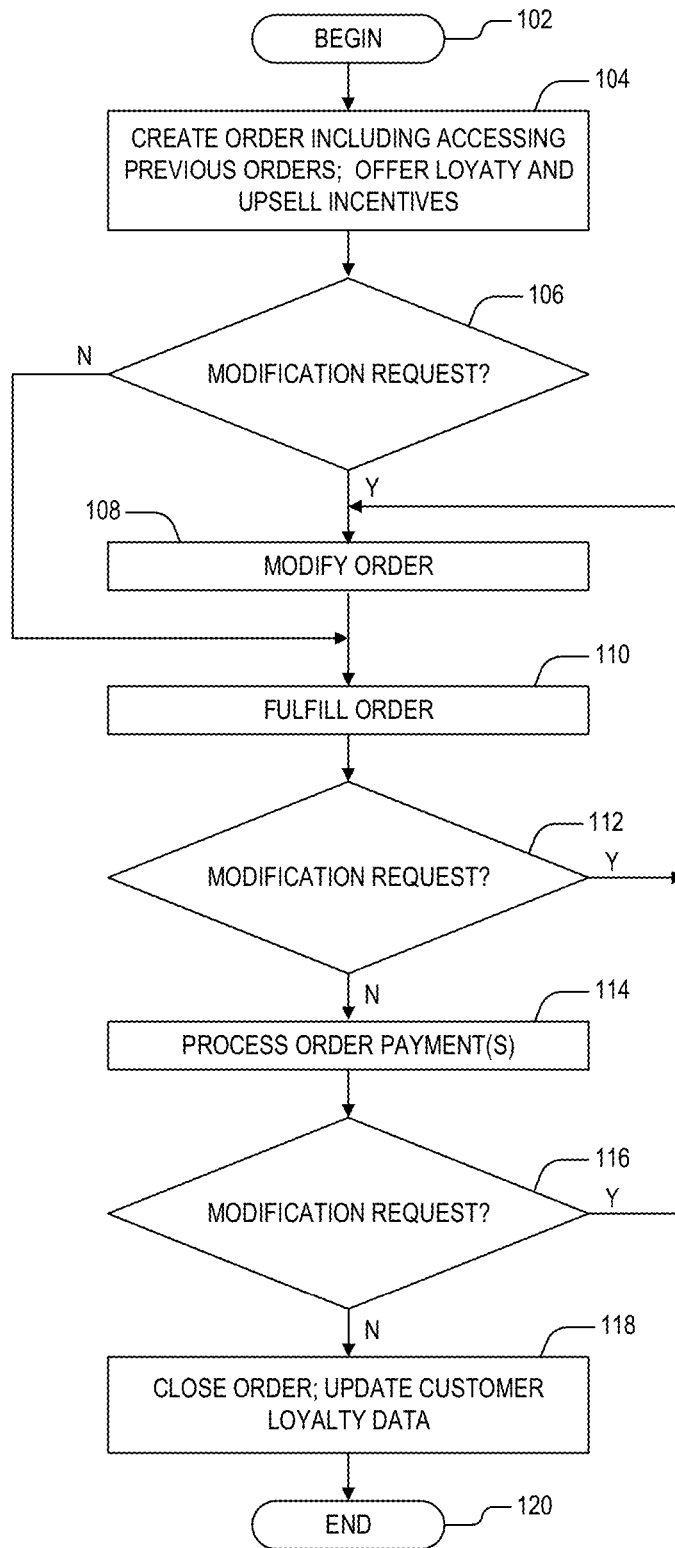 BEGIN
102
104
CREATE ORDER INCLUDING ACCESSING
PREVIOUS ORDERS; OFFER LOYATY AND
UPSELL INCENTIVES
106
N
MODIFICATION REQUEST?
Y
108
MODIFY ORDER
110
FULFILL ORDER
112
MODIFICATION REQUEST?
Y
N
114
PROCESS ORDER PAYMENT(S)
116
MODIFICATION REQUEST?
Y
N
118
CLOSE ORDER; UPDATE CUSTOMER
LOYALTY DATA
END
120